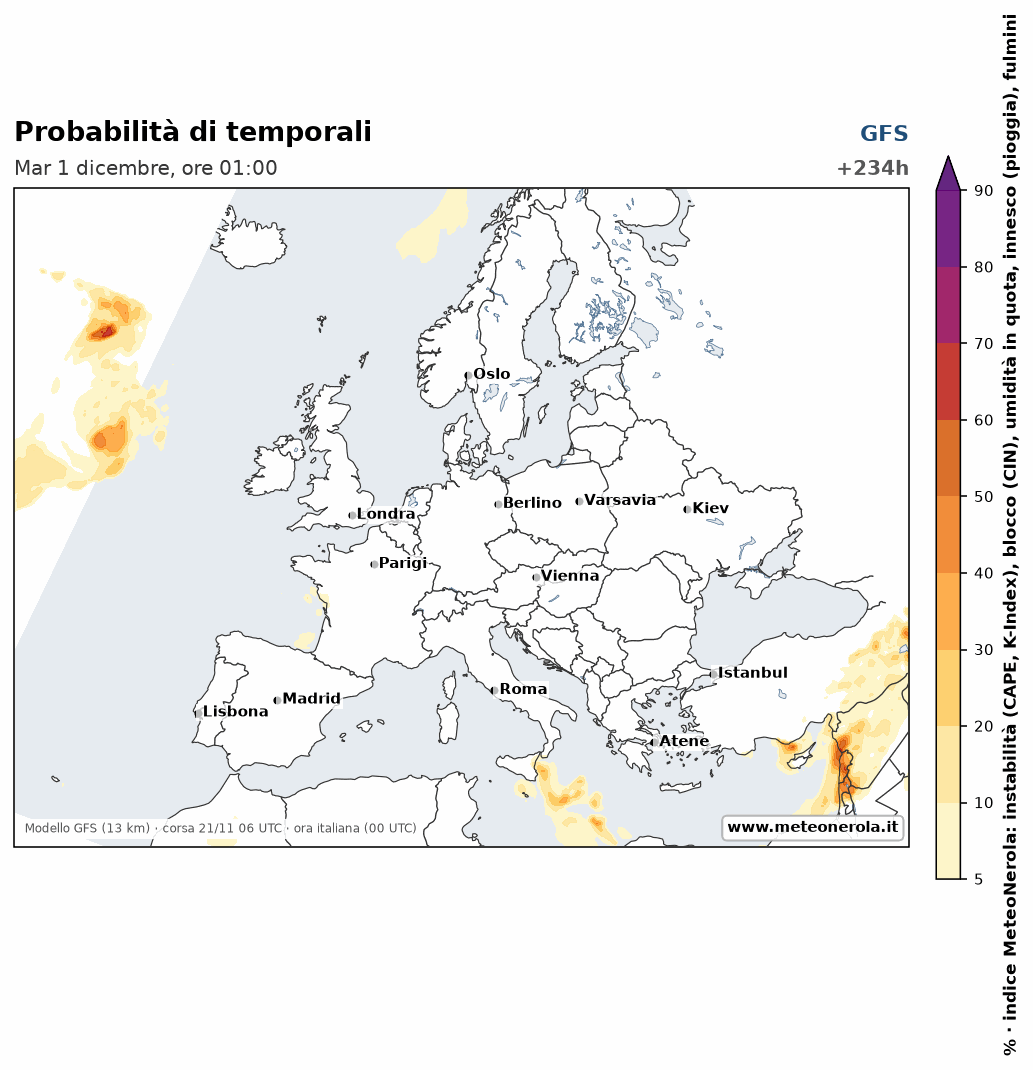 Probabilità di temporali
GFS
Mar 1 dicembre, ore 01:00
+234h
Oslo
Londra
Berlino
Varsavia
Kiev
Parigi
Vienna
Istanbul
Roma
Madrid
Lisbona
Atene
Modello GFS (13 km) · corsa 21/11 06 UTC · ora italiana (00 UTC)
www.meteonerola.it
90
80
70
60
50
40
30
20
10
5
% · indice MeteoNerola: instabilità (CAPE, K-Index), blocco (CIN), umidità in quota, innesco (pioggia), fulmini